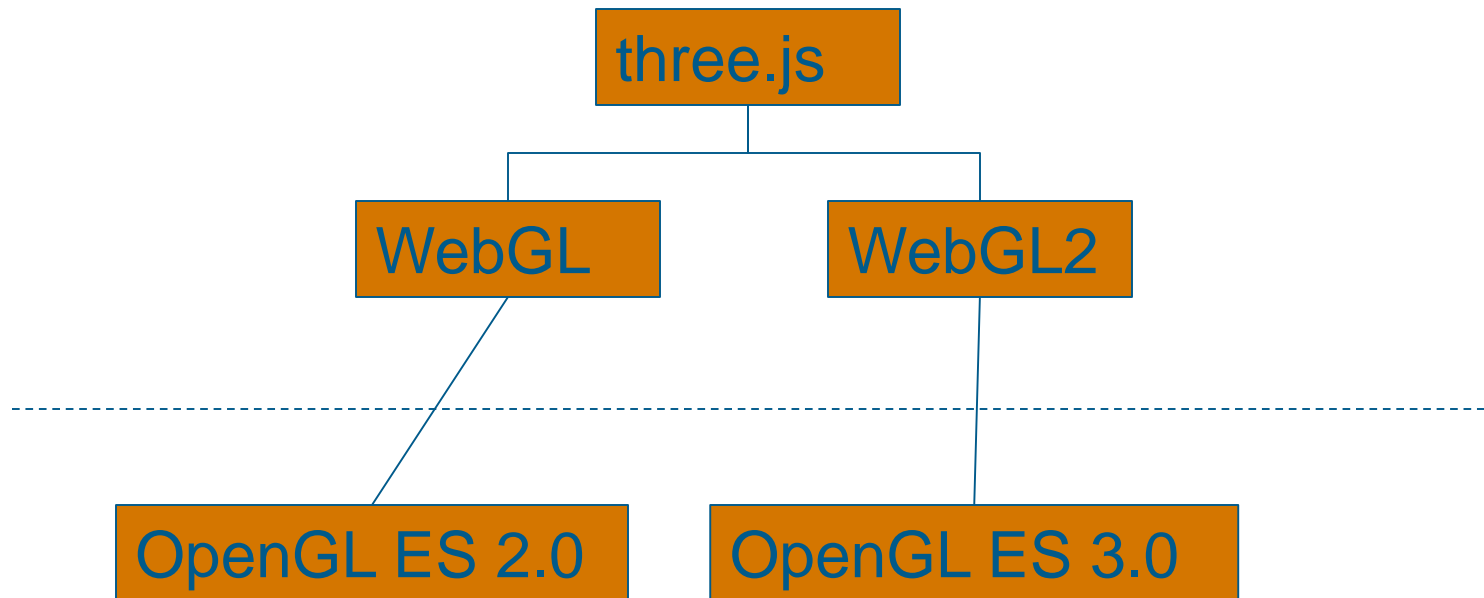 three.js
WebGL
WebGL2
OpenGL ES 2.0
OpenGL ES 3.0